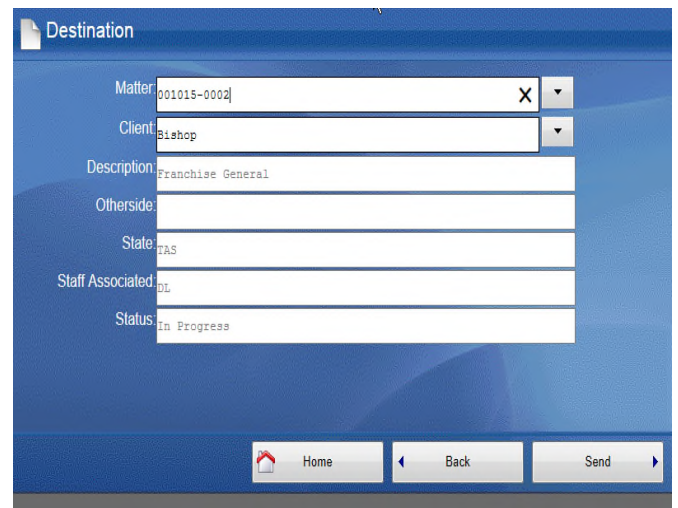 Destination
Matter: 001015-0002
Client: Bishop
Description: Franchise General
Otherside:
State: TAS
Staff Associated: DL
Status: In Progress
Home Back Send